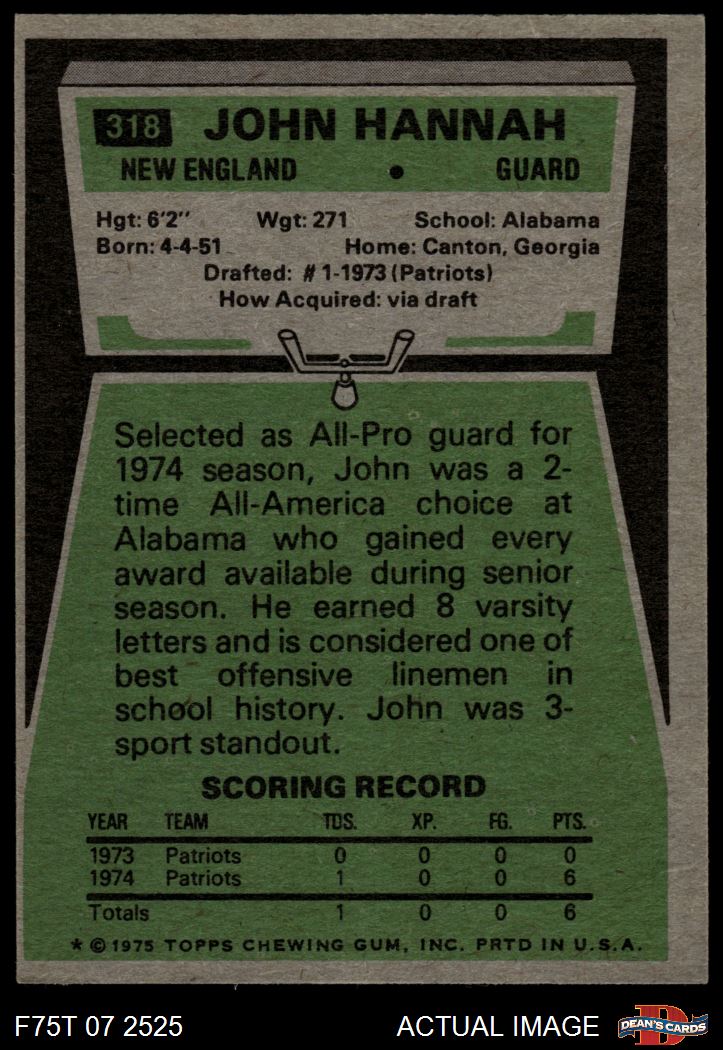 318 JOHN HANNAH
NEW ENGLAND • GUARD
Hgt: 6'2" Wgt: 271 School: Alabama
Born: 4-4-51 Home: Canton, Georgia
Drafted: # 1-1973 (Patriots)
How Acquired: via draft
Selected as All-Pro guard for
1974 season, John was a 2-
time All-America choice at
Alabama who gained every
award available during senior
season. He earned 8 varsity
letters and is considered one of
best offensive linemen in
school history. John was 3-
sport standout.
SCORING RECORD
YEAR TEAM TDS. XP. FG. PTS.
1973 Patriots 0 0 0 0
1974 Patriots 1 0 0 6
Totals 1 0 0 6
* © 1975 TOPPS CHEWING GUM, INC. PRTD IN U.S.A.
F75T 07 2525 ACTUAL IMAGE D DEAN'S CARDS